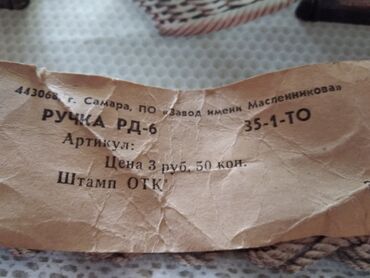 443068, г. Самара, ПО «Завод имени Масленникова»
РУЧКА РД-6 35-1-ТО
Артикул:
Цена 3 руб. 50 коп.
Штамп ОТК